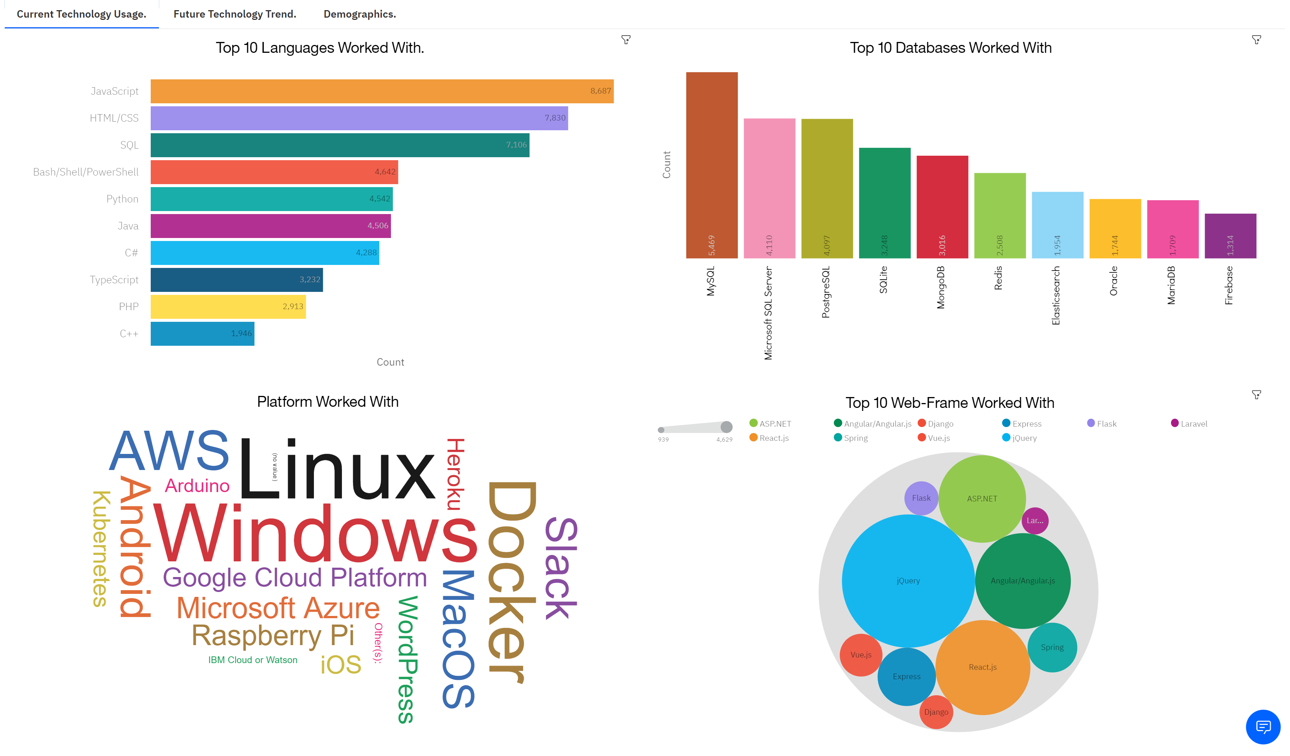 Current Technology Usage. Future Technology Trend. Demographics.
Top 10 Languages Worked With.
JavaScript 8,687
HTML/CSS 7,830
SQL 7,106
Bash/Shell/PowerShell 4,642
Python 4,542
Java 4,506
C# 4,288
TypeScript 3,232
PHP 2,913
C++ 1,946
Count
Top 10 Databases Worked With
Count
5,469 4,110 4,097 3,248 3,016 2,508 1,954 1,744 1,709 1,314
MySQL
Microsoft SQL Server
PostgreSQL
SQLite
MongoDB
Redis
Elasticsearch
Oracle
MariaDB
Firebase
Platform Worked With
AWS
Linux
(no value)
Heroku
Arduino
Android
Kubernetes
Windows
Docker
Slack
Google Cloud Platform
Microsoft Azure
MacOS
WordPress
Raspberry Pi
Other(s):
IBM Cloud or Watson
iOS
Top 10 Web-Frame Worked With
939 4,629
ASP.NET Angular/Angular.js Django Express Flask Laravel
React.js Spring Vue.js jQuery
Flask
ASP.NET
Lar...
jQuery
Angular/Angular.js
Vue.js
Spring
Express
React.js
Django